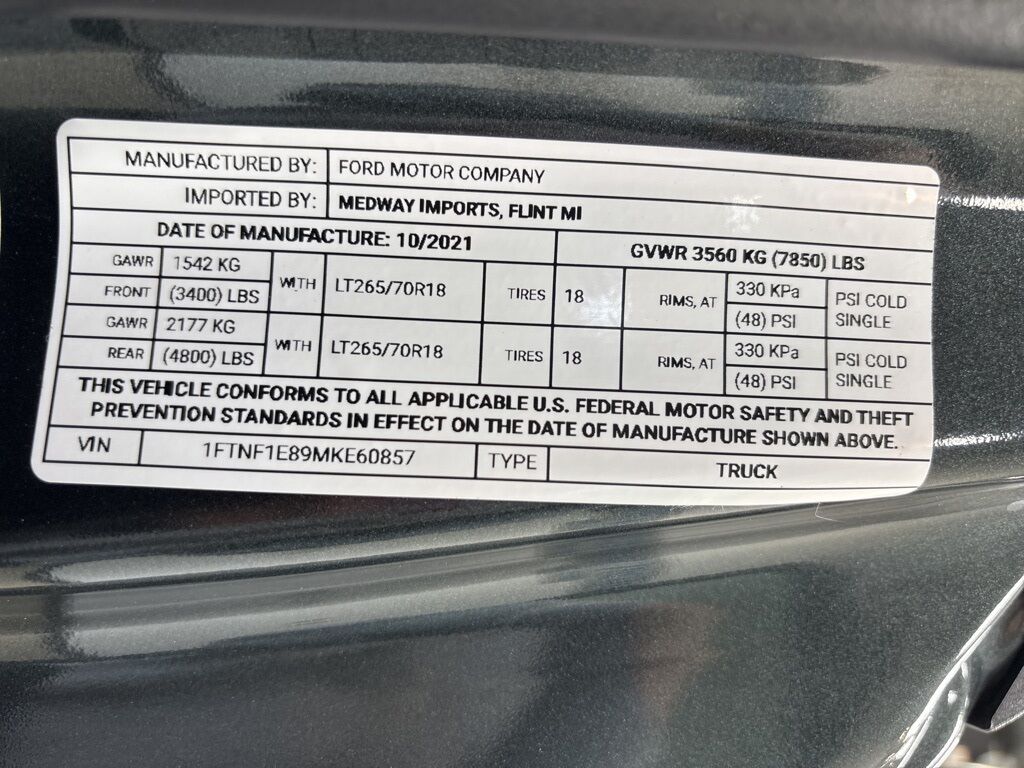 MANUFACTURED BY: FORD MOTOR COMPANY
IMPORTED BY: MEDWAY IMPORTS, FLINT MI
DATE OF MANUFACTURE: 10/2021 GVWR 3560 KG (7850) LBS
GAWR 1542 KG WITH LT265/70R18 TIRES 18 RIMS, AT 330 KPa PSI COLD
FRONT (3400) LBS (48) PSI SINGLE
GAWR 2177 KG WITH LT265/70R18 TIRES 18 RIMS, AT 330 KPa PSI COLD
REAR (4800) LBS (48) PSI SINGLE
THIS VEHICLE CONFORMS TO ALL APPLICABLE U.S. FEDERAL MOTOR SAFETY AND THEFT
PREVENTION STANDARDS IN EFFECT ON THE DATE OF MANUFACTURE SHOWN ABOVE.
VIN 1FTNF1E89MKE60857 TYPE TRUCK